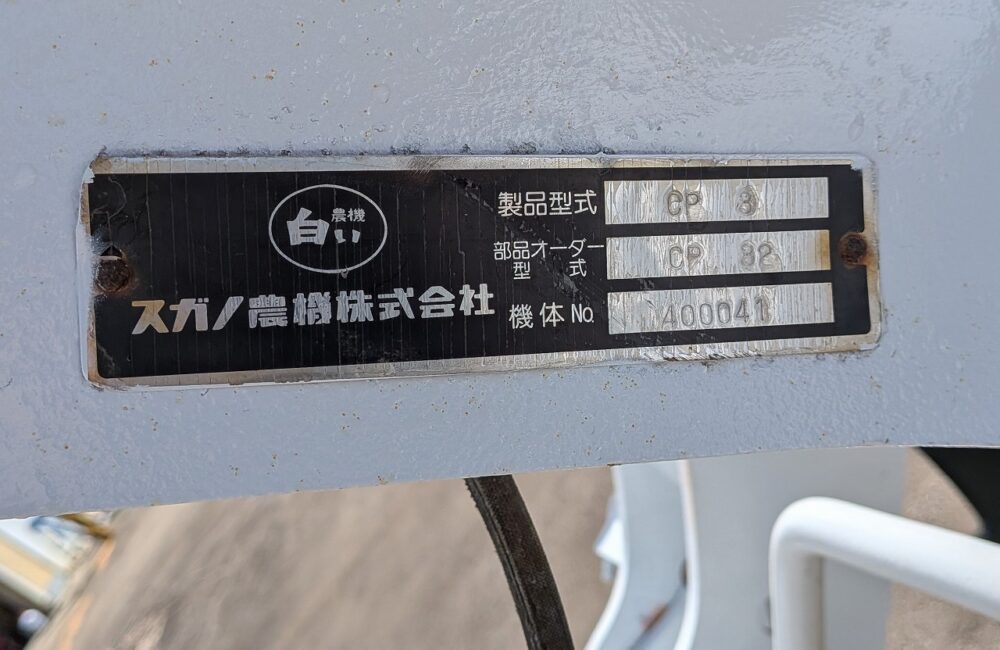 白い農機
スガノ農機株式会社
製品型式 CP 3
部品オーダー型式 CP 32
機体No. 400041